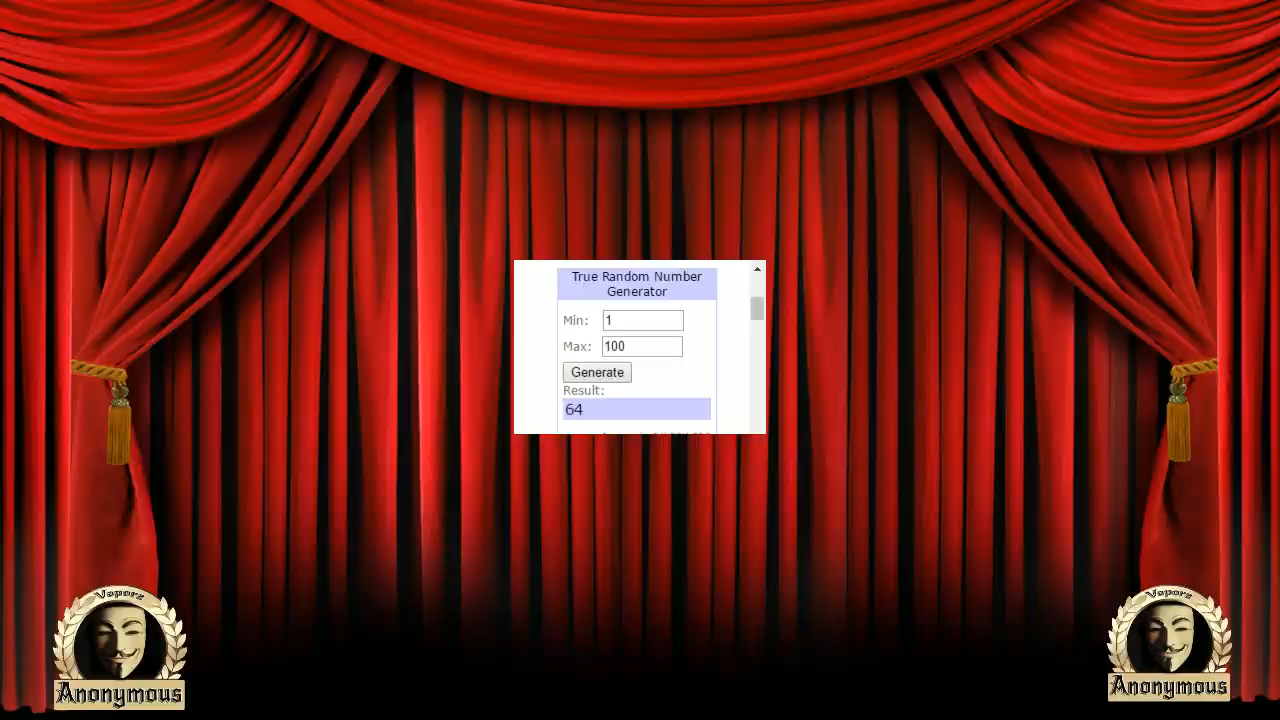 True Random Number
Generator
Min: 1
Max: 100
Generate
Result:
64
Vaporz
Anonymous
Vaporz
Anonymous